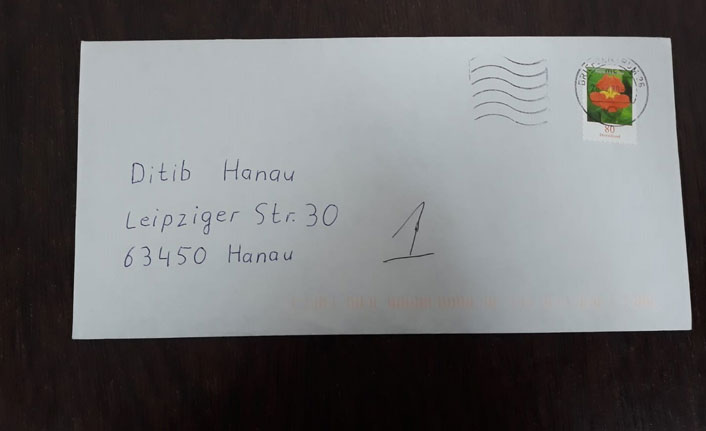 80
Ditib Hanau
Leipziger Str. 30
63450 Hanau
1